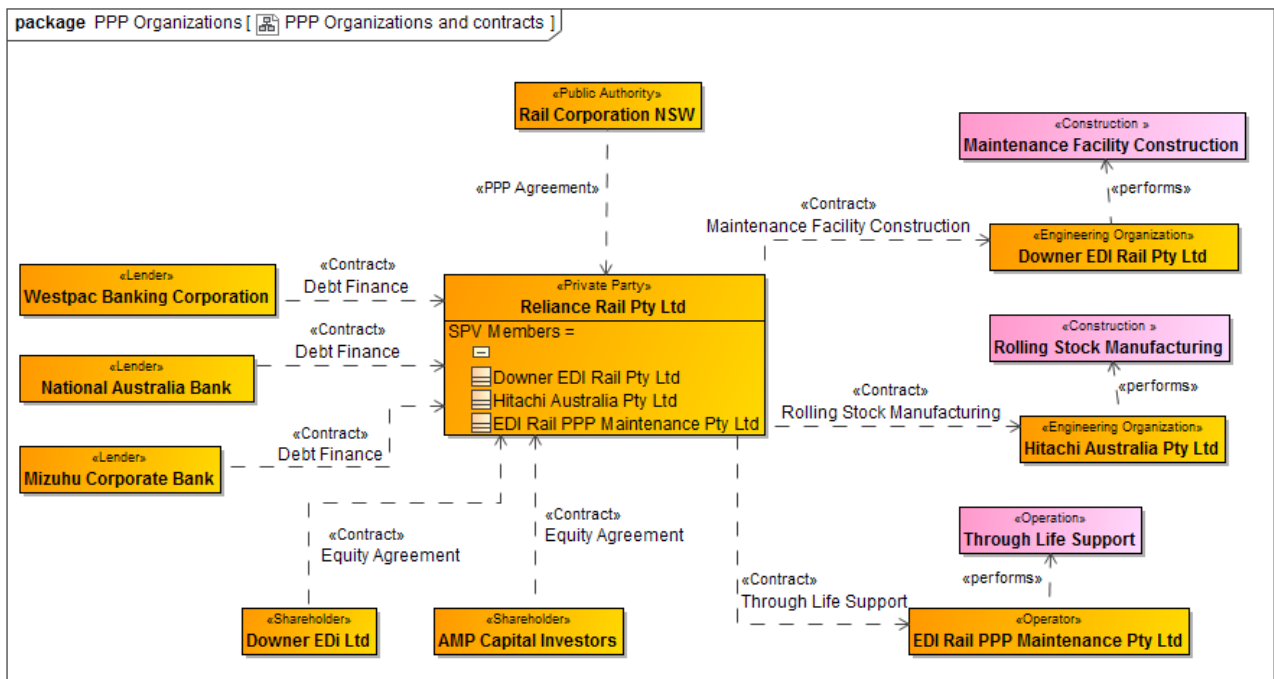 package PPP Organizations [ PPP Organizations and contracts ]
«Public Authority»
Rail Corporation NSW
«PPP Agreement»
«Construction »
Maintenance Facility Construction
«performs»
«Contract»
Maintenance Facility Construction
«Engineering Organization»
Downer EDI Rail Pty Ltd
«Lender»
Westpac Banking Corporation
«Contract»
Debt Finance
«Private Party»
Reliance Rail Pty Ltd
SPV Members =
Downer EDI Rail Pty Ltd
Hitachi Australia Pty Ltd
EDI Rail PPP Maintenance Pty Ltd
«Lender»
National Australia Bank
«Contract»
Debt Finance
«Lender»
Mizuhu Corporate Bank
«Contract»
Debt Finance
«Construction »
Rolling Stock Manufacturing
«performs»
«Contract»
Rolling Stock Manufacturing
«Engineering Organization»
Hitachi Australia Pty Ltd
«Contract»
Equity Agreement
«Shareholder»
Downer EDi Ltd
«Contract»
Equity Agreement
«Shareholder»
AMP Capital Investors
«Operation»
Through Life Support
«performs»
«Contract»
Through Life Support
«Operator»
EDI Rail PPP Maintenance Pty Ltd